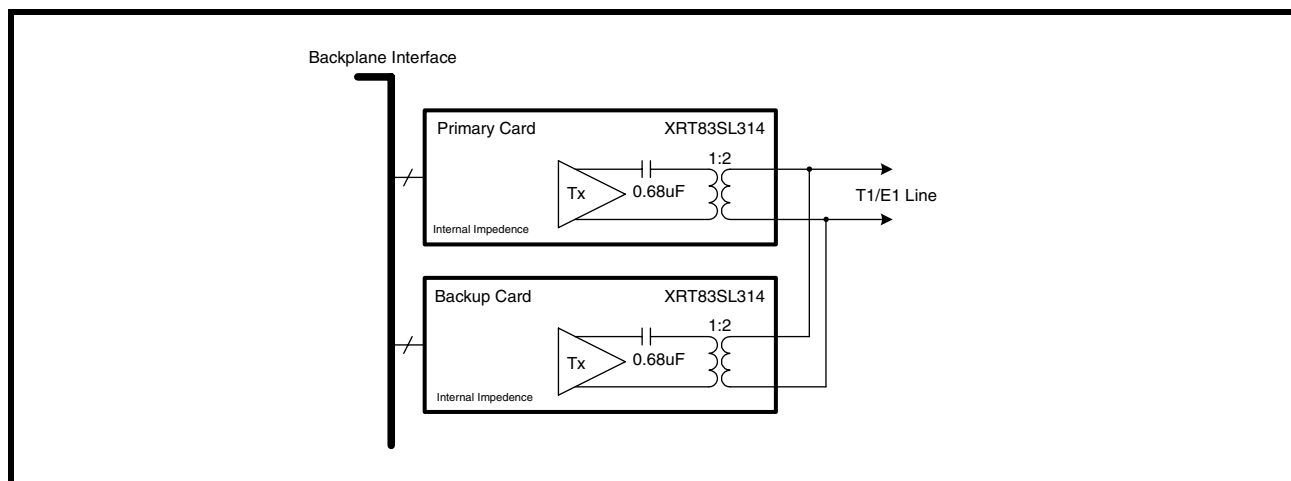 Backplane Interface
Primary Card XRT83SL314
1:2
Tx 0.68uF
Internal Impedence
T1/E1 Line
Backup Card XRT83SL314
1:2
Tx 0.68uF
Internal Impedence